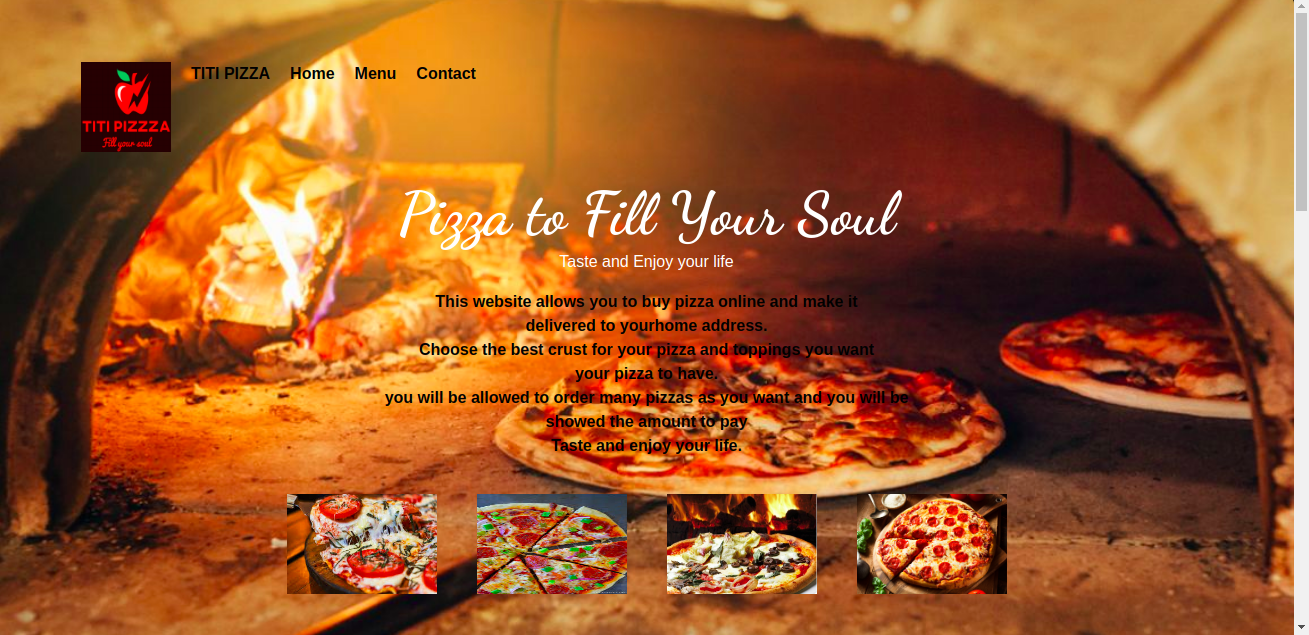 TITI PIZZA Home Menu Contact
TITI PIZZZA
Fill your soul
Pizza to Fill Your Soul
Taste and Enjoy your life
This website allows you to buy pizza online and make it
delivered to yourhome address.
Choose the best crust for your pizza and toppings you want
your pizza to have.
you will be allowed to order many pizzas as you want and you will be
showed the amount to pay
Taste and enjoy your life.